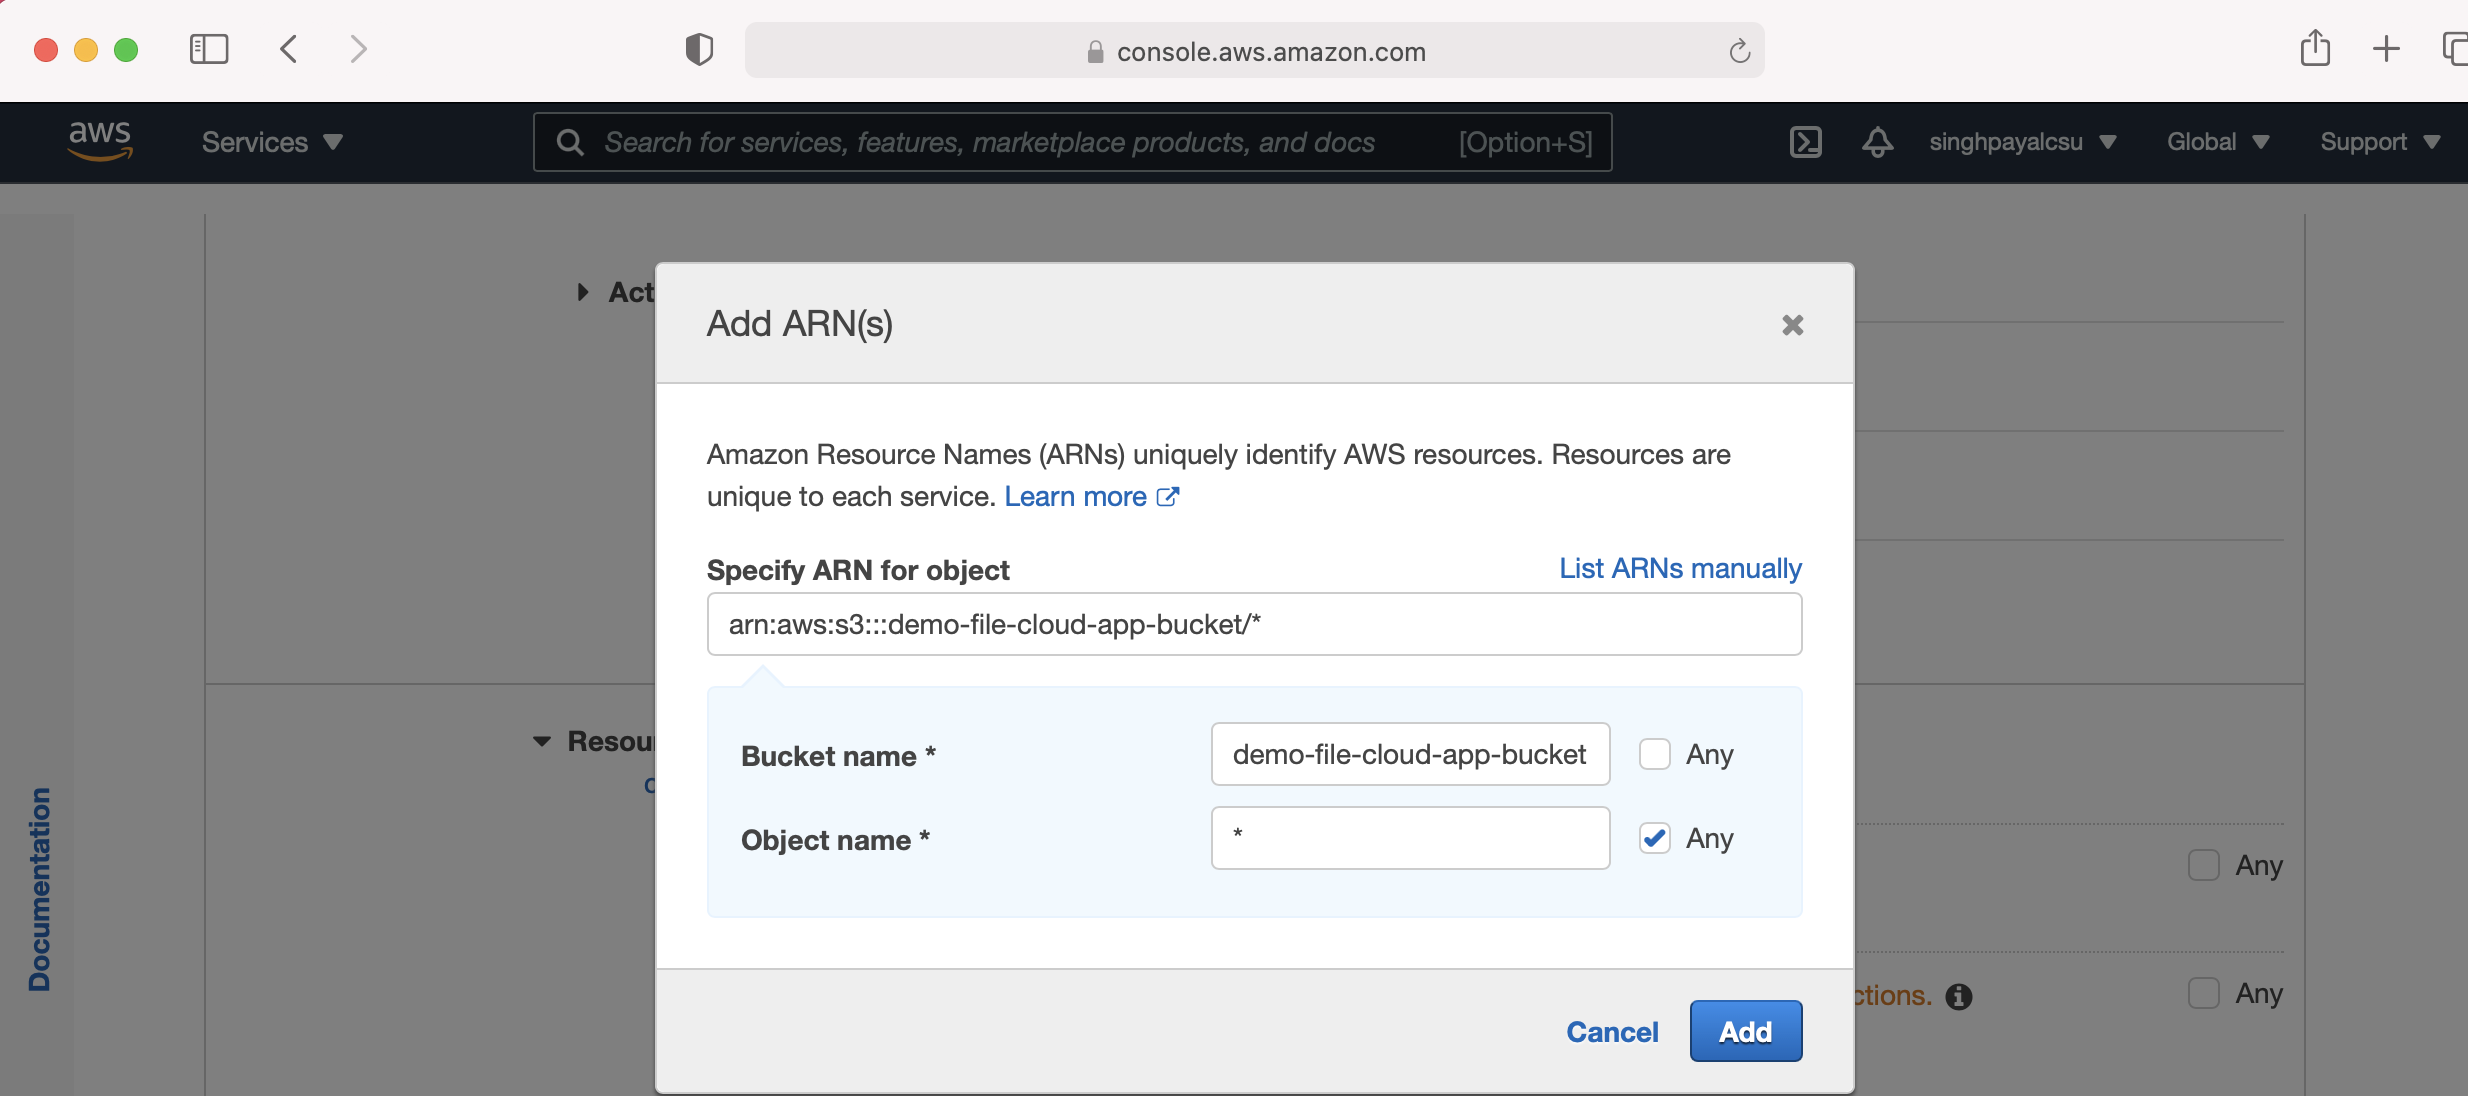 console.aws.amazon.com
aws Services Search for services, features, marketplace products, and docs [Option+S] singhpayalcsu Global Support
Add ARN(s)
Amazon Resource Names (ARNs) uniquely identify AWS resources. Resources are
unique to each service. Learn more
Specify ARN for object List ARNs manually
arn:aws:s3:::demo-file-cloud-app-bucket/*
Bucket name * demo-file-cloud-app-bucket Any
Object name * * Any
Documentation
Any
Any
Cancel Add